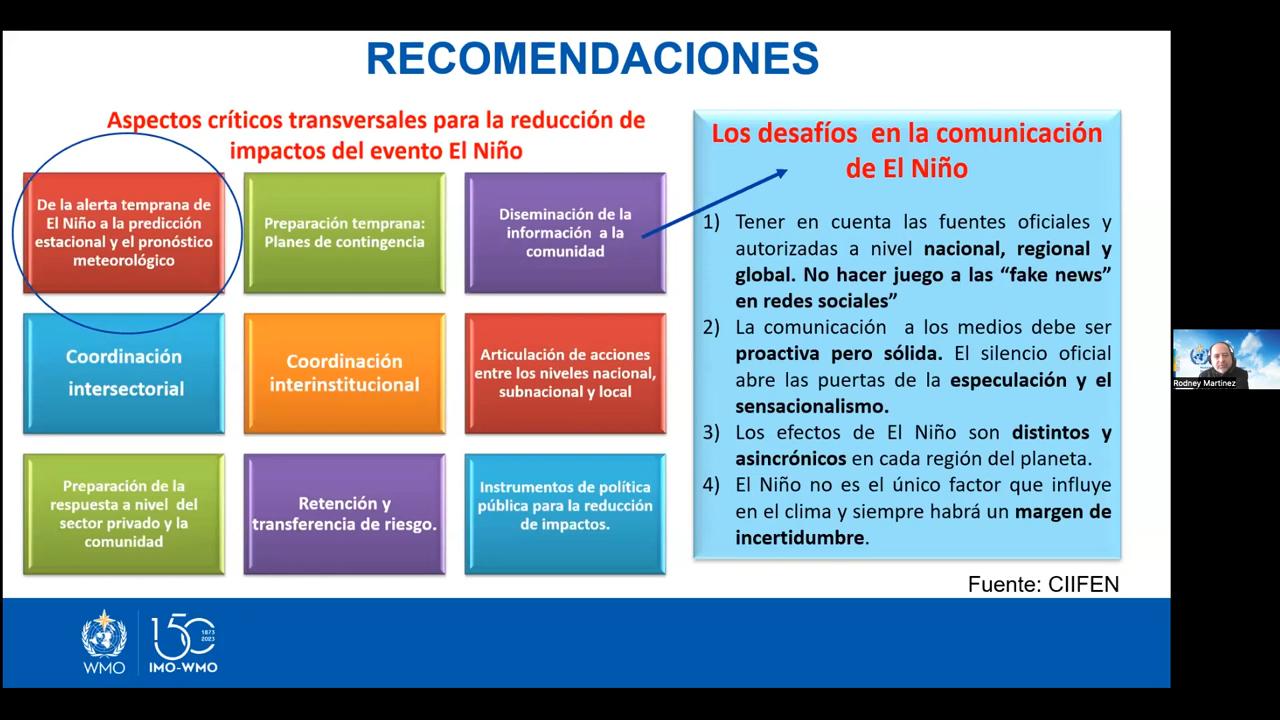 RECOMENDACIONES
Aspectos críticos transversales para la reducción de
impactos del evento El Niño
De la alerta temprana de
El Niño a la predicción
estacional y el pronóstico
meteorológico
Preparación temprana:
Planes de contingencia
Diseminación de la
información a la
comunidad
Coordinación
intersectorial
Coordinación
interinstitucional
Articulación de acciones
entre los niveles nacional,
subnacional y local
Preparación de la
respuesta a nivel del
sector privado y la
comunidad
Retención y
transferencia de riesgo.
Instrumentos de política
pública para la reducción
de impactos.
Los desafíos en la comunicación
de El Niño
1) Tener en cuenta las fuentes oficiales y
autorizadas a nivel nacional, regional y
global. No hacer juego a las “fake news”
en redes sociales”
2) La comunicación a los medios debe ser
proactiva pero sólida. El silencio oficial
abre las puertas de la especulación y el
sensacionalismo.
3) Los efectos de El Niño son distintos y
asincrónicos en cada región del planeta.
4) El Niño no es el único factor que influye
en el clima y siempre habrá un margen de
incertidumbre.
Fuente: CIIFEN
WMO
150
1873
2023
IMO-WMO
Rodney Martinez